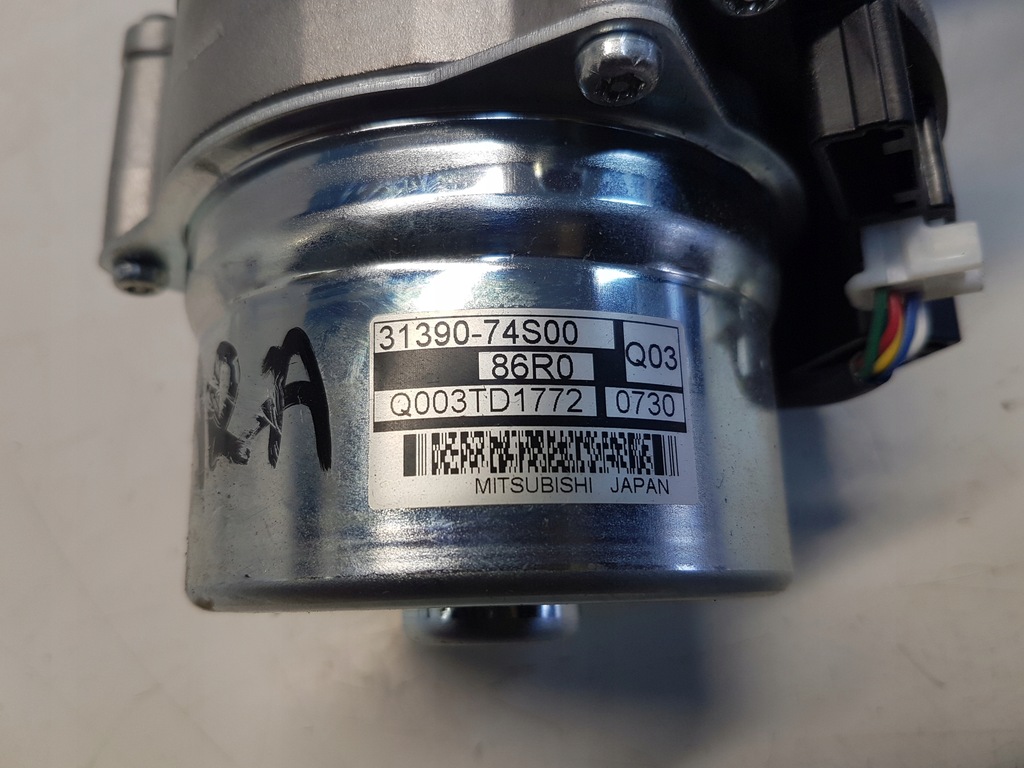 31390-74S00
Q03
86R0
Q003TD1772 0730
MITSUBISHI JAPAN